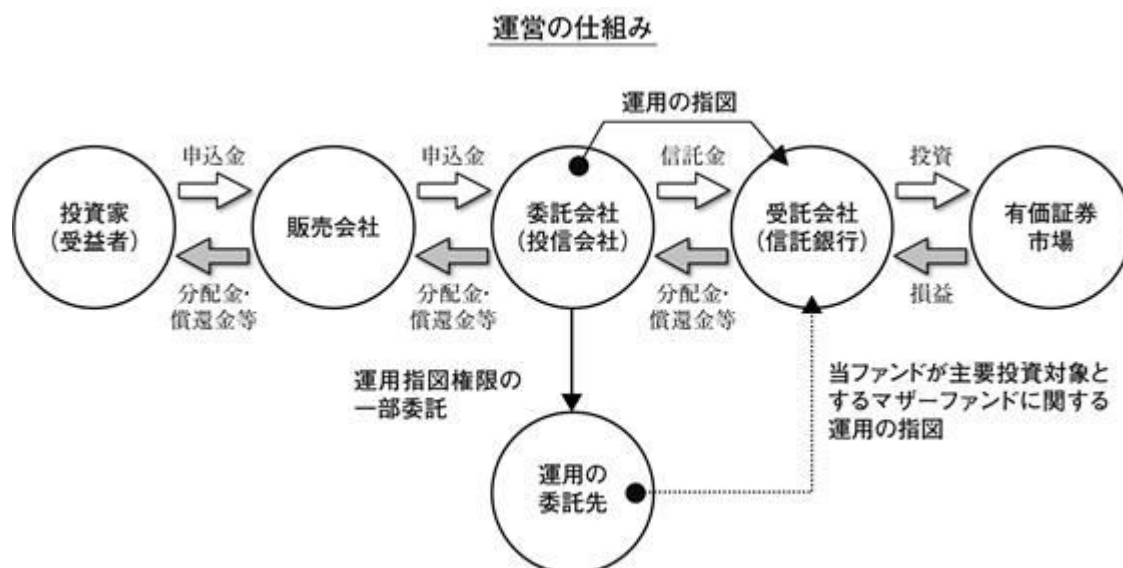 運営の仕組み
運用の指図
申込金
申込金
信託金
投資
投資家
(受益者)
販売会社
委託会社
(投信会社)
受託会社
(信託銀行)
有価証券
市場
分配金・
償還金等
分配金・
償還金等
分配金・
償還金等
損益
運用指図権限の
一部委託
当ファンドが主要投資対象と
するマザーファンドに関する
運用の指図
運用の
委託先